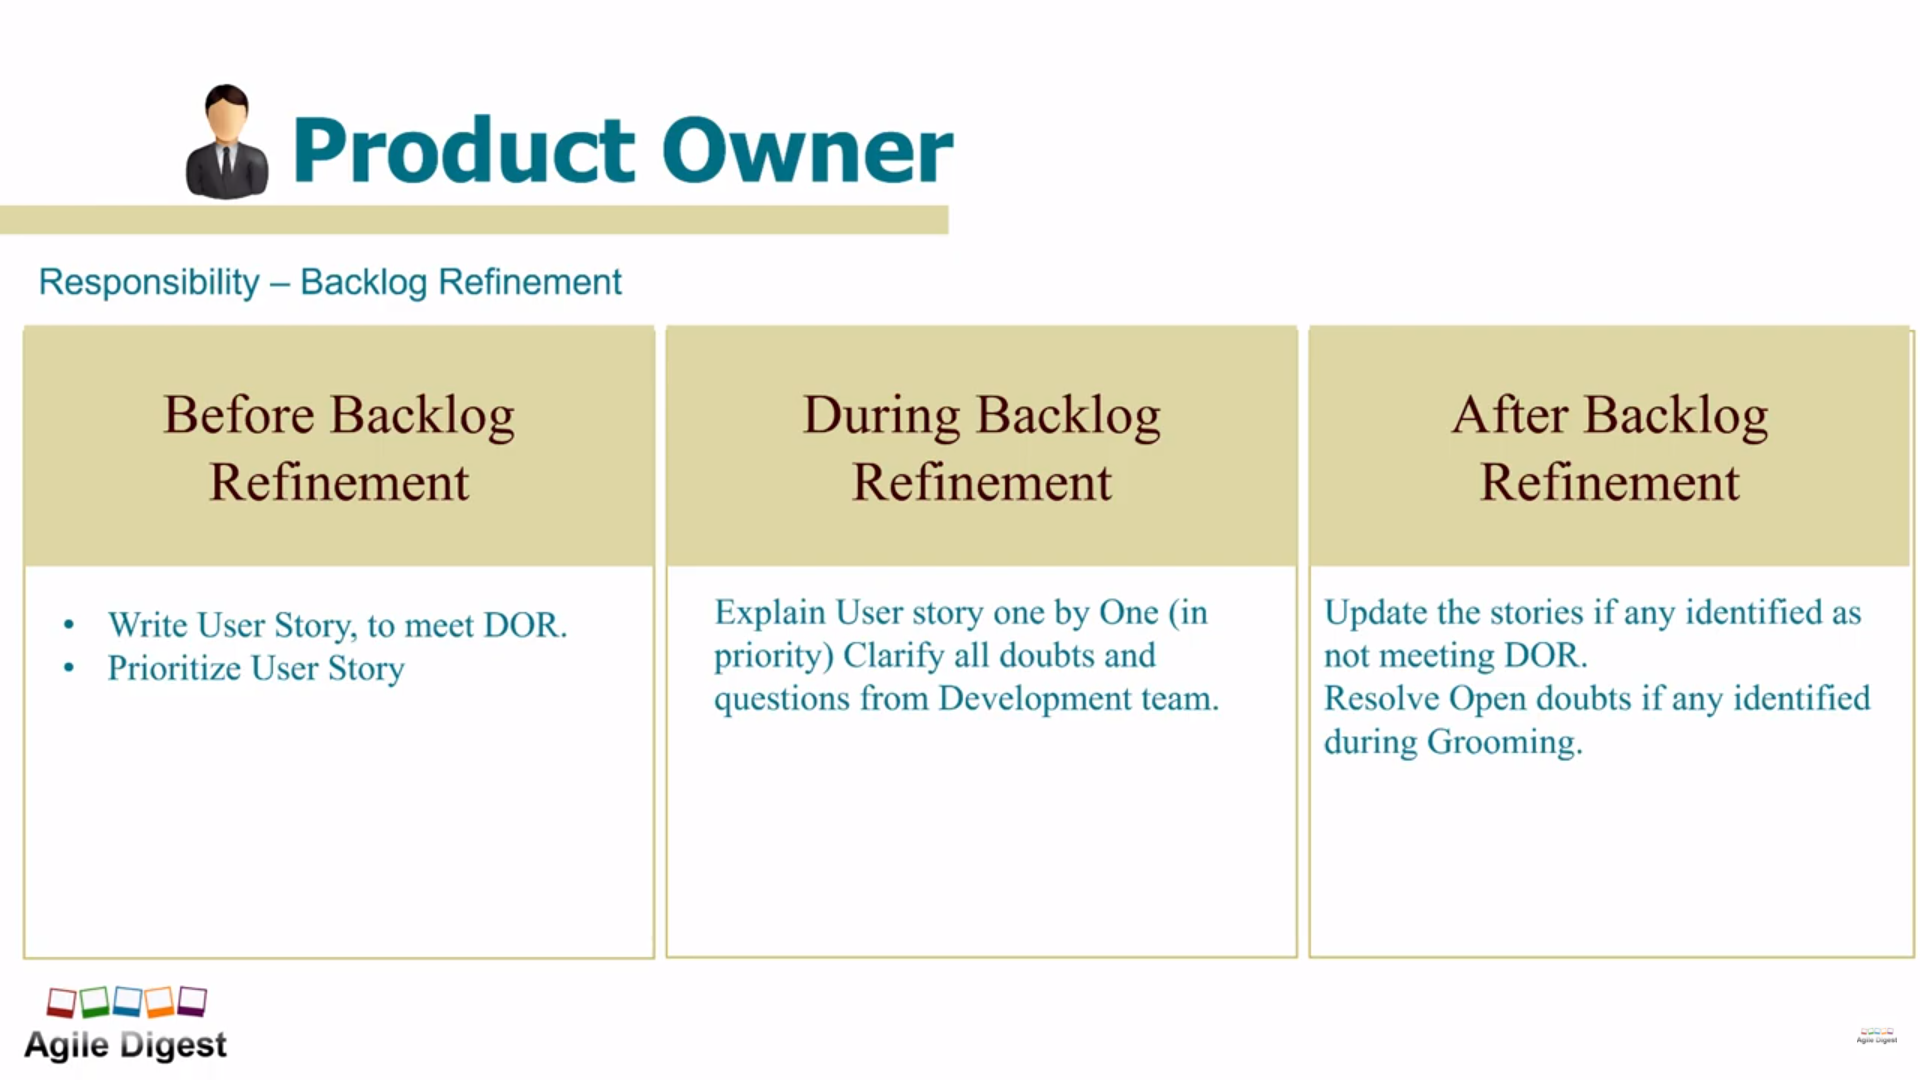 Product Owner
Responsibility – Backlog Refinement
Before Backlog
Refinement
• Write User Story, to meet DOR.
• Prioritize User Story
During Backlog
Refinement
Explain User story one by One (in
priority) Clarify all doubts and
questions from Development team.
After Backlog
Refinement
Update the stories if any identified as
not meeting DOR.
Resolve Open doubts if any identified
during Grooming.
Agile Digest
Agile Digest